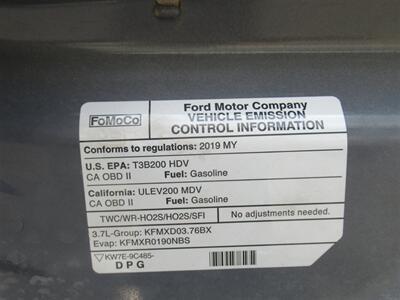 FoMoCo
Ford Motor Company
VEHICLE EMISSION
CONTROL INFORMATION
Conforms to regulations: 2019 MY
U.S. EPA: T3B200 HDV
CA OBD II Fuel: Gasoline
California: ULEV200 MDV
CA OBD II Fuel: Gasoline
TWC/WR-HO2S/HO2S/SFI No adjustments needed.
3.7L-Group: KFMXD03.76BX
Evap: KFMXR0190NBS
KW7E-9C485-
DPG